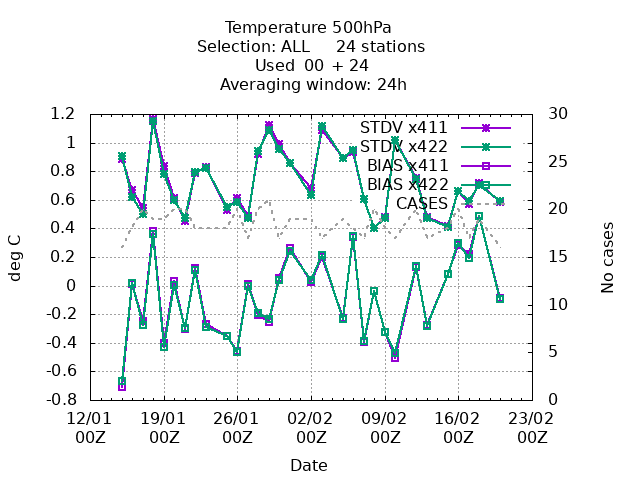 Temperature 500hPa
Selection: ALL 24 stations
Used 00 + 24
Averaging window: 24h
STDV x411
STDV x422
BIAS x411
BIAS x422
CASES
1.2
1
0.8
0.6
0.4
0.2
0
-0.2
-0.4
-0.6
-0.8
30
25
20
15
10
5
0
deg C
No cases
12/01 19/01 26/01 02/02 09/02 16/02 23/02
00Z 00Z 00Z 00Z 00Z 00Z 00Z
Date